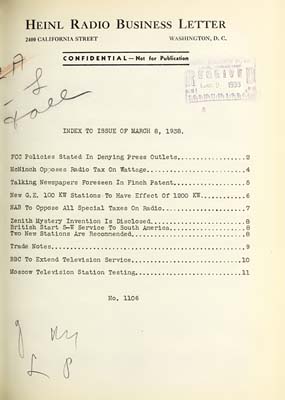 HEINL RADIO BUSINESS LETTER
2400 CALIFORNIA STREET WASHINGTON, D. C.
CONFIDENTIAL—Not for Publication
INDEX TO ISSUE OF MARCH 8, 1938.
FCC Policies Stated In Denying Press Outlets....................2
McNinch Opposes Radio Tax On Wattage............................4
Talking Newspapers Foreseen In Finch Patent.....................5
New G.E. 100 KW Stations To Have Effect Of 1200 KW..............6
NAB To Oppose All Special Taxes On Radio........................7
Zenith Mystery Invention Is Disclosed...........................8
British Start S-W Service To South America......................8
Two New Stations Are Recommended................................8
Trade Notes.....................................................9
BBC To Extend Television Service...............................10
Moscow Television Station Testing..............................11
No. 1106